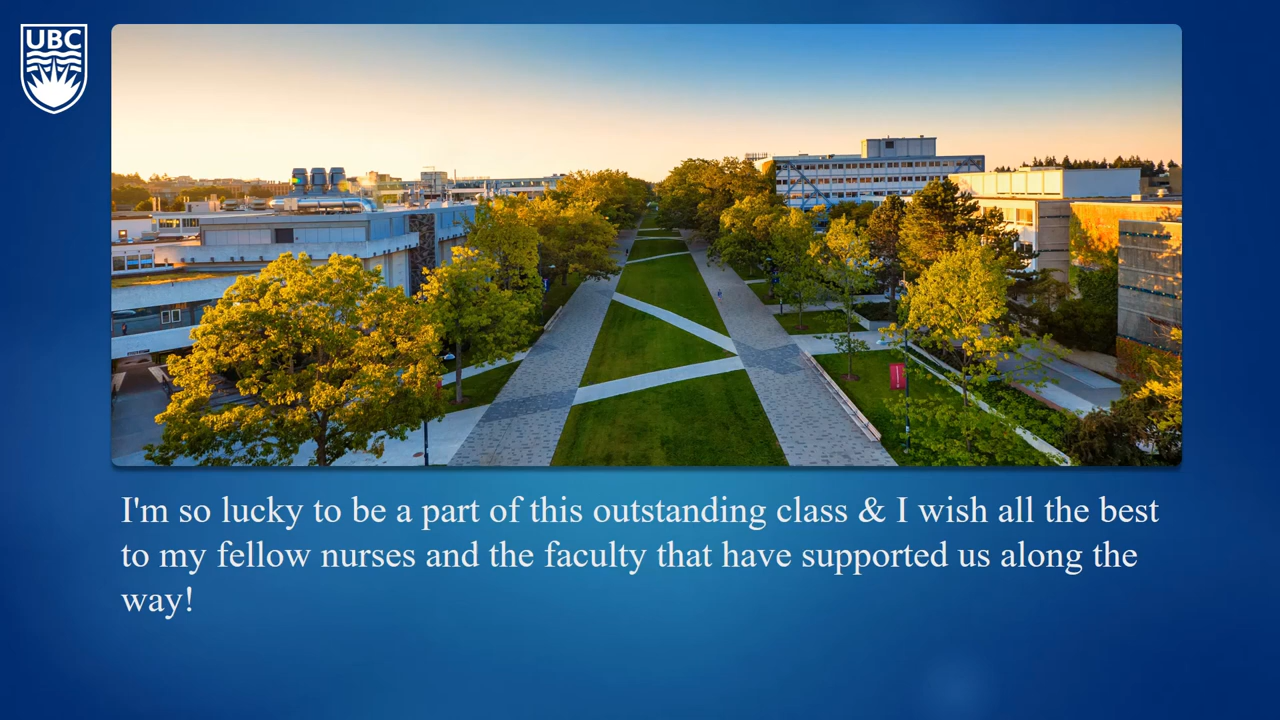 UBC
I'm so lucky to be a part of this outstanding class & I wish all the best
to my fellow nurses and the faculty that have supported us along the
way!